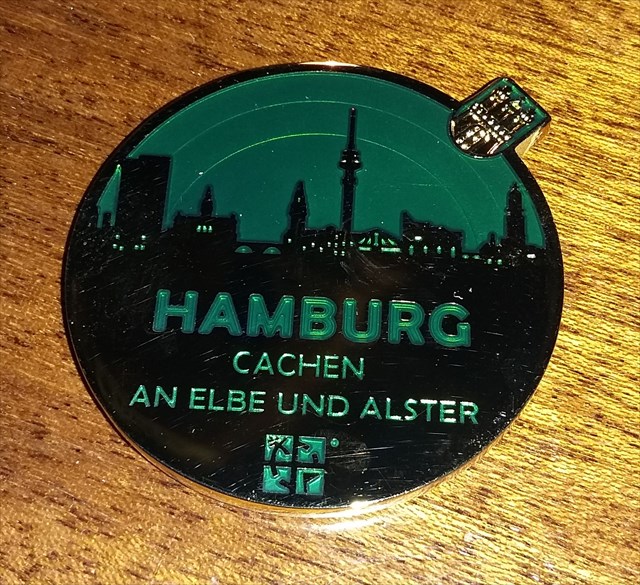 HAMBURG
CACHEN
AN ELBE UND ALSTER